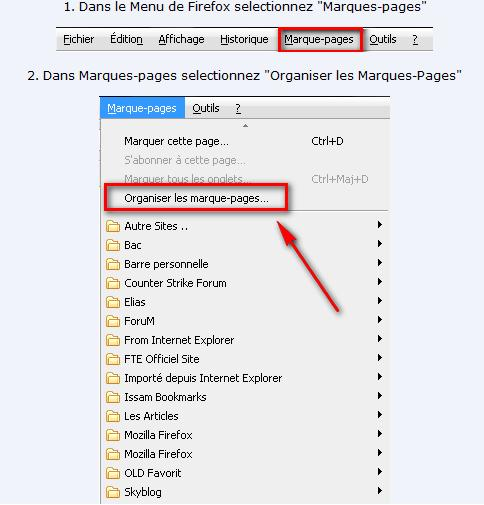 1. Dans le Menu de Firefox selectionnez "Marques-pages"
Fichier Édition Affichage Historique Marque-pages Outils ?
2. Dans Marques-pages selectionnez "Organiser les Marques-Pages"
Marque-pages Outils ?
Marquer cette page... Ctrl+D
S'abonner à cette page...
Marquer tous les onglets... Ctrl+Maj+D
Organiser les marque-pages...
Autre Sites ..
Bac
Barre personnelle
Counter Strike Forum
Elias
ForuM
From Internet Explorer
FTE Officiel Site
Importé depuis Internet Explorer
Issam Bookmarks
Les Articles
Mozilla Firefox
Mozilla Firefox
OLD Favorit
Skyblog